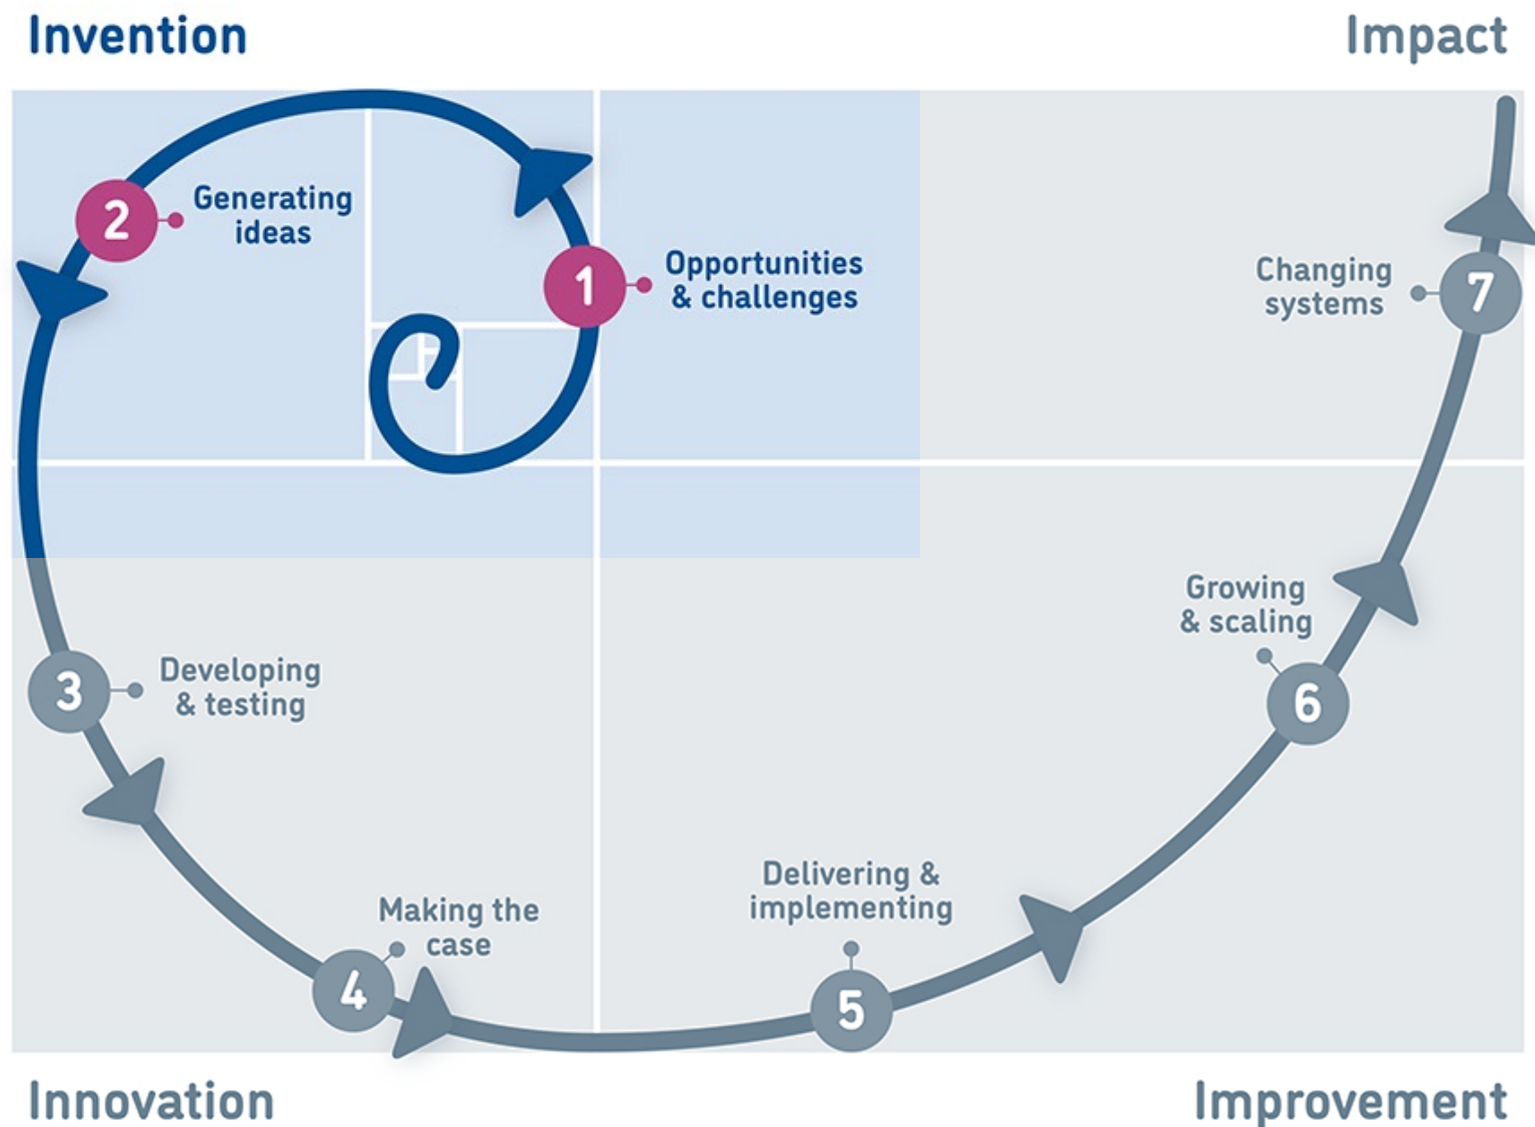 Invention
Impact
2
Generating
ideas
1
Opportunities
& challenges
Changing
systems
7
3
Developing
& testing
Growing
& scaling
6
Making the
case
4
Delivering &
implementing
5
Innovation
Improvement